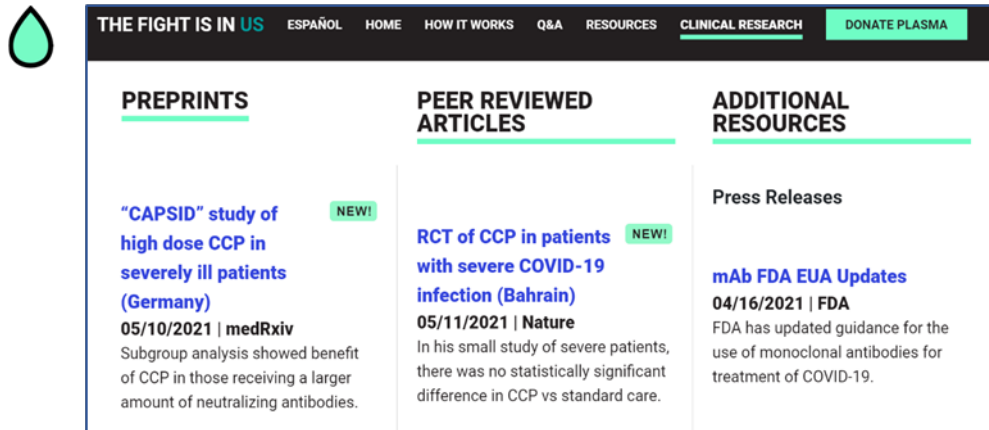 THE FIGHT IS IN US ESPAÑOL HOME HOW IT WORKS Q&A RESOURCES CLINICAL RESEARCH DONATE PLASMA
PREPRINTS
“CAPSID” study of NEW!
high dose CCP in
severely ill patients
(Germany)
05/10/2021 | medRxiv
Subgroup analysis showed benefit
of CCP in those receiving a larger
amount of neutralizing antibodies.
PEER REVIEWED
ARTICLES
RCT of CCP in patients NEW!
with severe COVID-19
infection (Bahrain)
05/11/2021 | Nature
In his small study of severe patients,
there was no statistically significant
difference in CCP vs standard care.
ADDITIONAL
RESOURCES
Press Releases
mAb FDA EUA Updates
04/16/2021 | FDA
FDA has updated guidance for the
use of monoclonal antibodies for
treatment of COVID-19.